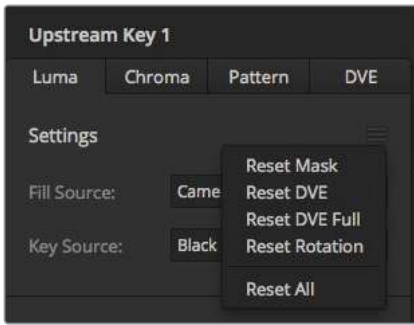 Upstream Key 1
Luma Chroma Pattern DVE
Settings
Reset Mask
Reset DVE
Fill Source:
Reset DVE Full
Key Source: Black
Reset Rotation
Reset All